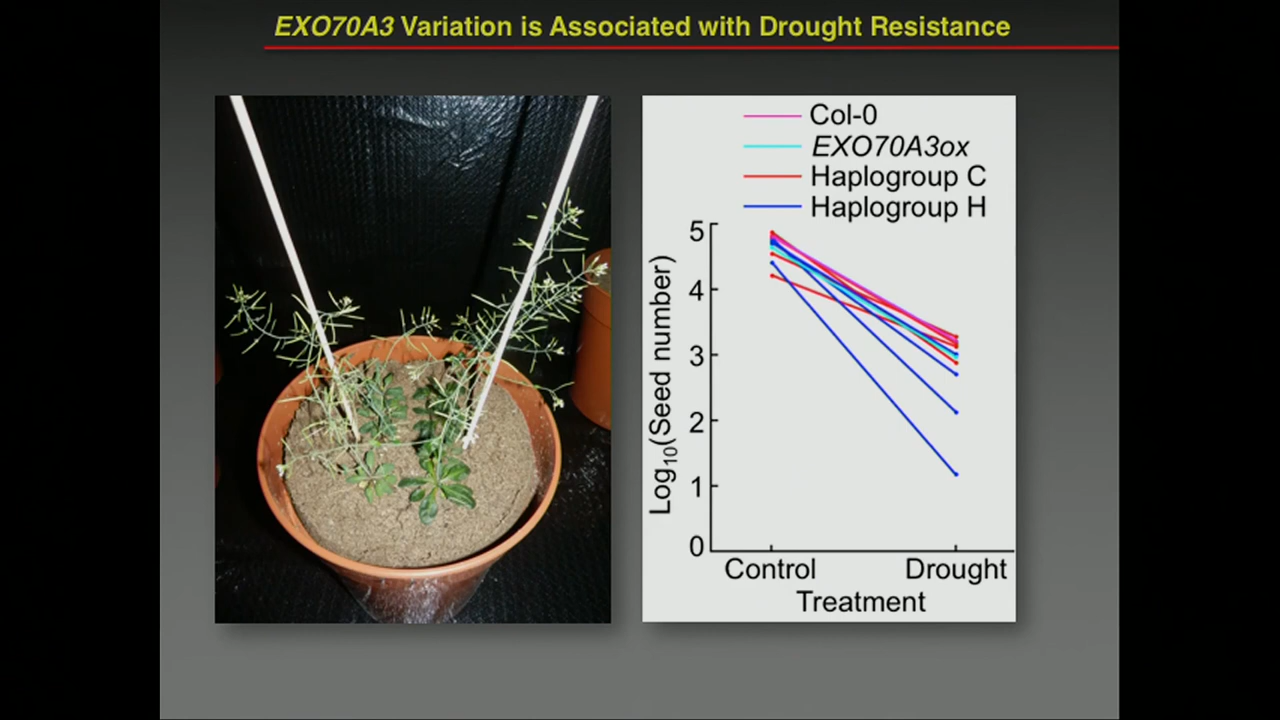 EXO70A3 Variation is Associated with Drought Resistance
Col-0
EXO70A3ox
Haplogroup C
Haplogroup H
Log10(Seed number)
5
4
3
2
1
0
Control
Drought
Treatment